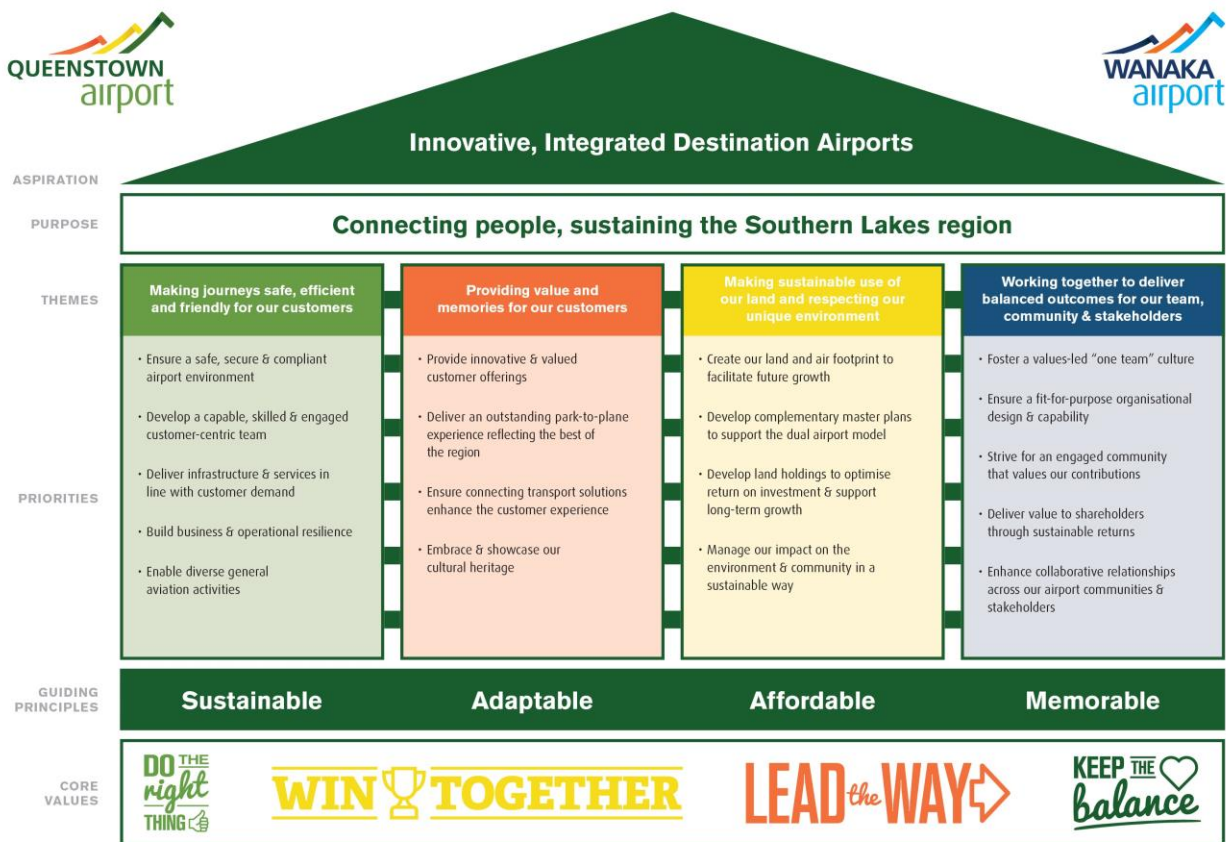 QUEENSTOWN
airport
WANAKA
airport
Innovative, Integrated Destination Airports
ASPIRATION
PURPOSE
Connecting people, sustaining the Southern Lakes region
THEMES
Making journeys safe, efficient
and friendly for our customers
Providing value and
memories for our customers
Making sustainable use of
our land and respecting our
unique environment
Working together to deliver
balanced outcomes for our team,
community & stakeholders
PRIORITIES
• Ensure a safe, secure & compliant
airport environment
• Develop a capable, skilled & engaged
customer-centric team
• Deliver infrastructure & services in
line with customer demand
• Build business & operational resilience
• Enable diverse general
aviation activities
• Provide innovative & valued
customer offerings
• Deliver an outstanding park-to-plane
experience reflecting the best of
the region
• Ensure connecting transport solutions
enhance the customer experience
• Embrace & showcase our
cultural heritage
• Create our land and air footprint to
facilitate future growth
• Develop complementary master plans
to support the dual airport model
• Develop land holdings to optimise
return on investment & support
long-term growth
• Manage our impact on the
environment & community in a
sustainable way
• Foster a values-led “one team” culture
• Ensure a fit-for-purpose organisational
design & capability
• Strive for an engaged community
that values our contributions
• Deliver value to shareholders
through sustainable returns
• Enhance collaborative relationships
across our airport communities &
stakeholders
GUIDING
PRINCIPLES
Sustainable
Adaptable
Affordable
Memorable
CORE
VALUES
DO THE
right
THING
WIN TOGETHER
LEAD the WAY
KEEP THE
balance